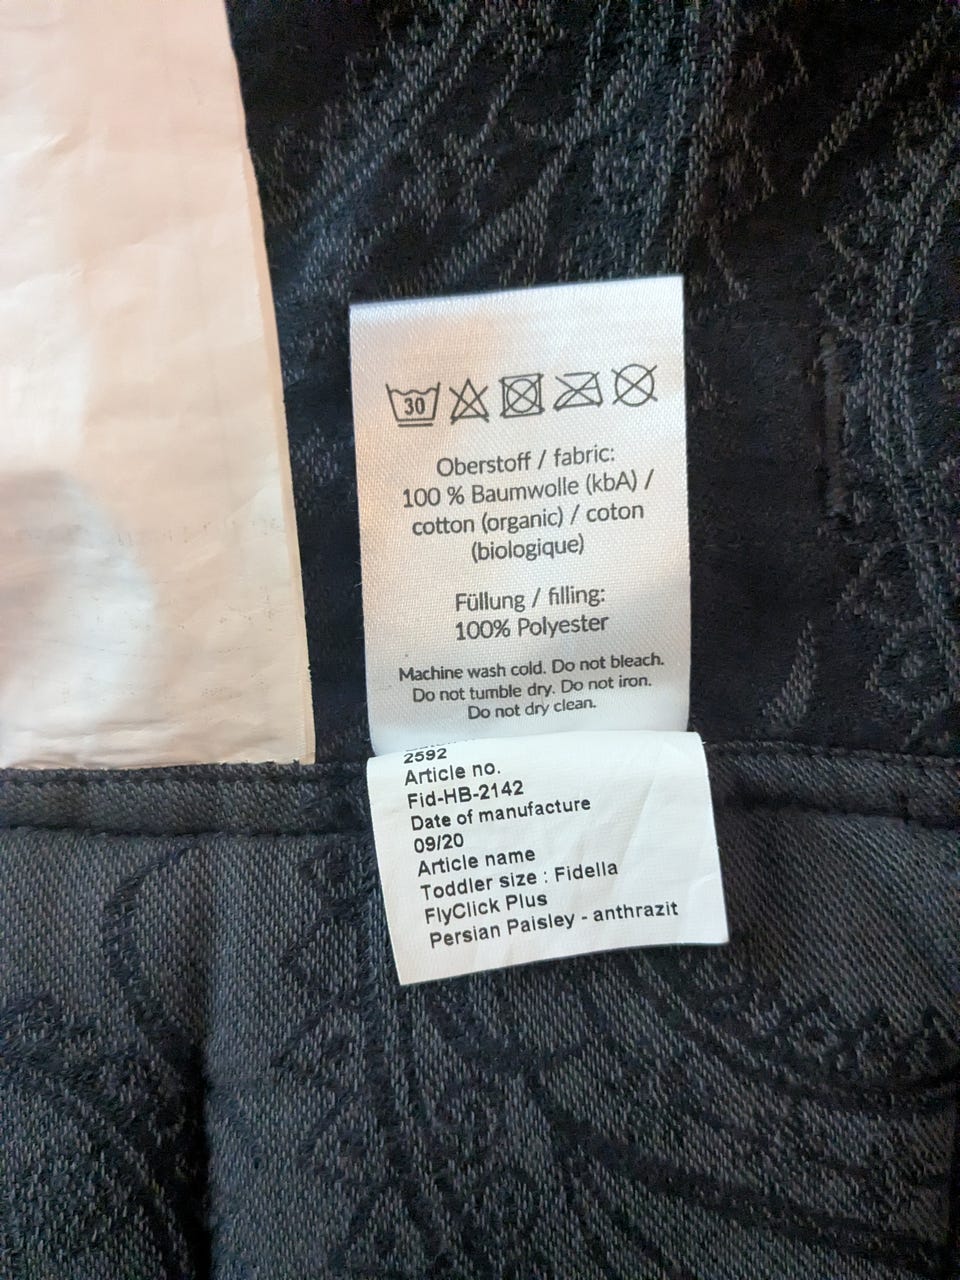 30
Oberstoff / fabric:
100 % Baumwolle (kbA) /
cotton (organic) / coton
(biologique)
Füllung / filling:
100% Polyester
Machine wash cold. Do not bleach.
Do not tumble dry. Do not iron.
Do not dry clean.
2592
Article no.
Fid-HB-2142
Date of manufacture
09/20
Article name
Toddler size : Fidella
FlyClick Plus
Persian Paisley - anthrazit